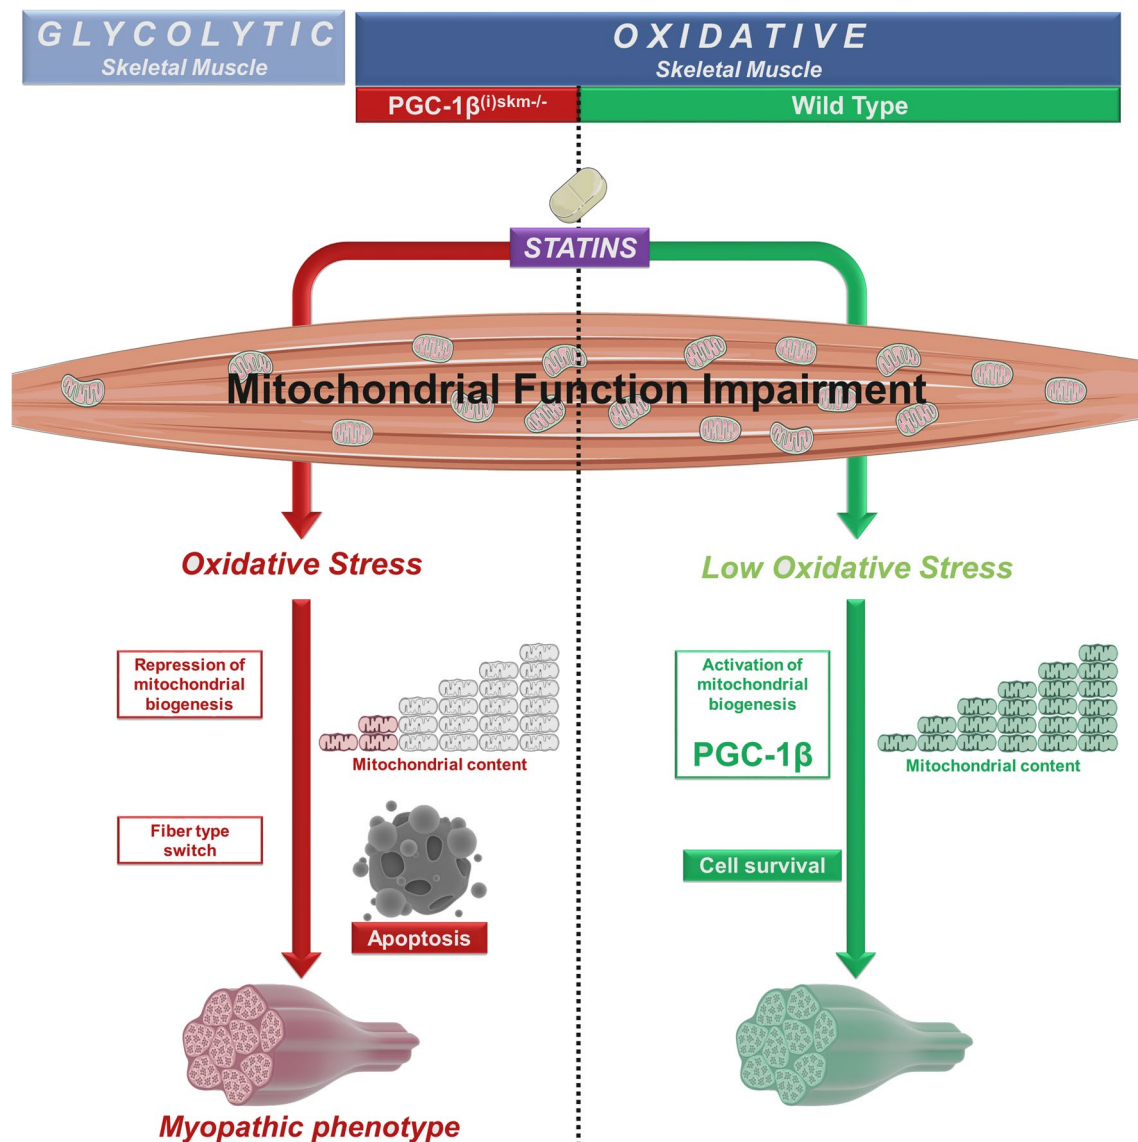 GLYCOLYTIC
Skeletal Muscle
OXIDATIVE
Skeletal Muscle
PGC-1β(i)skm-/-
Wild Type
STATINS
Mitochondrial Function Impairment
Oxidative Stress
Repression of
mitochondrial
biogenesis
Mitochondrial content
Fiber type
switch
Apoptosis
Myopathic phenotype
Low Oxidative Stress
Activation of
mitochondrial
biogenesis
PGC-1β
Mitochondrial content
Cell survival